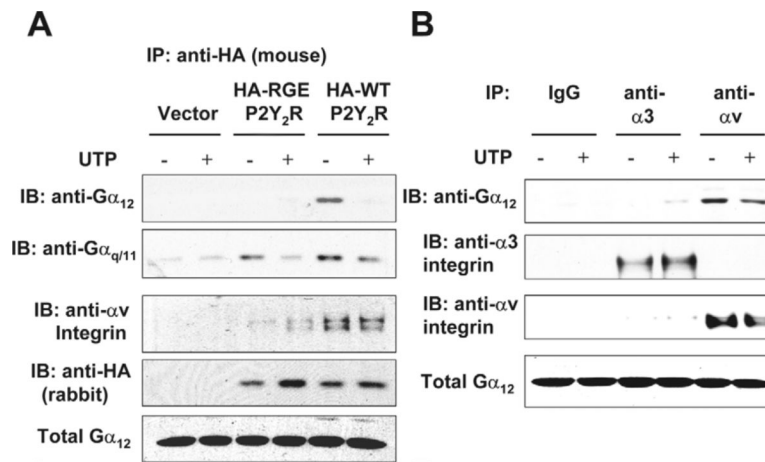 A
IP: anti-HA (mouse)
Vector
HA-RGE
P2Y₂R
HA-WT
P2Y₂R
UTP - + - + - +
IB: anti-Gα₁₂
IB: anti-Gα_q/11
IB: anti-αv
Integrin
IB: anti-HA
(rabbit)
Total Gα₁₂
B
IP: IgG
anti-
α3
anti-
αv
UTP - + - + - +
IB: anti-Gα₁₂
IB: anti-α3
integrin
IB: anti-αv
integrin
Total Gα₁₂